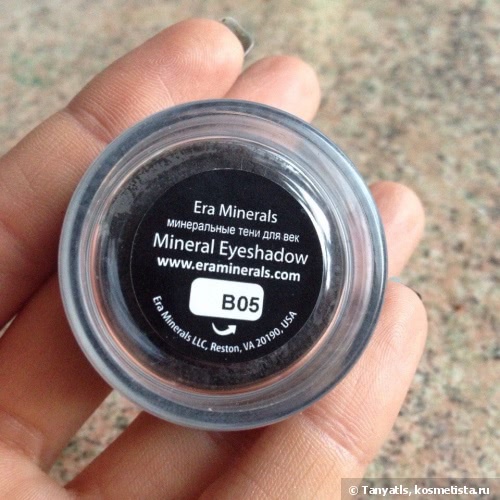 Era Minerals
минеральные тени для век
Mineral Eyeshadow
www.eraminerals.com
B05
Era Minerals LLC, Reston, VA 20190, USA
© Tanyatls, kosmetista.ru